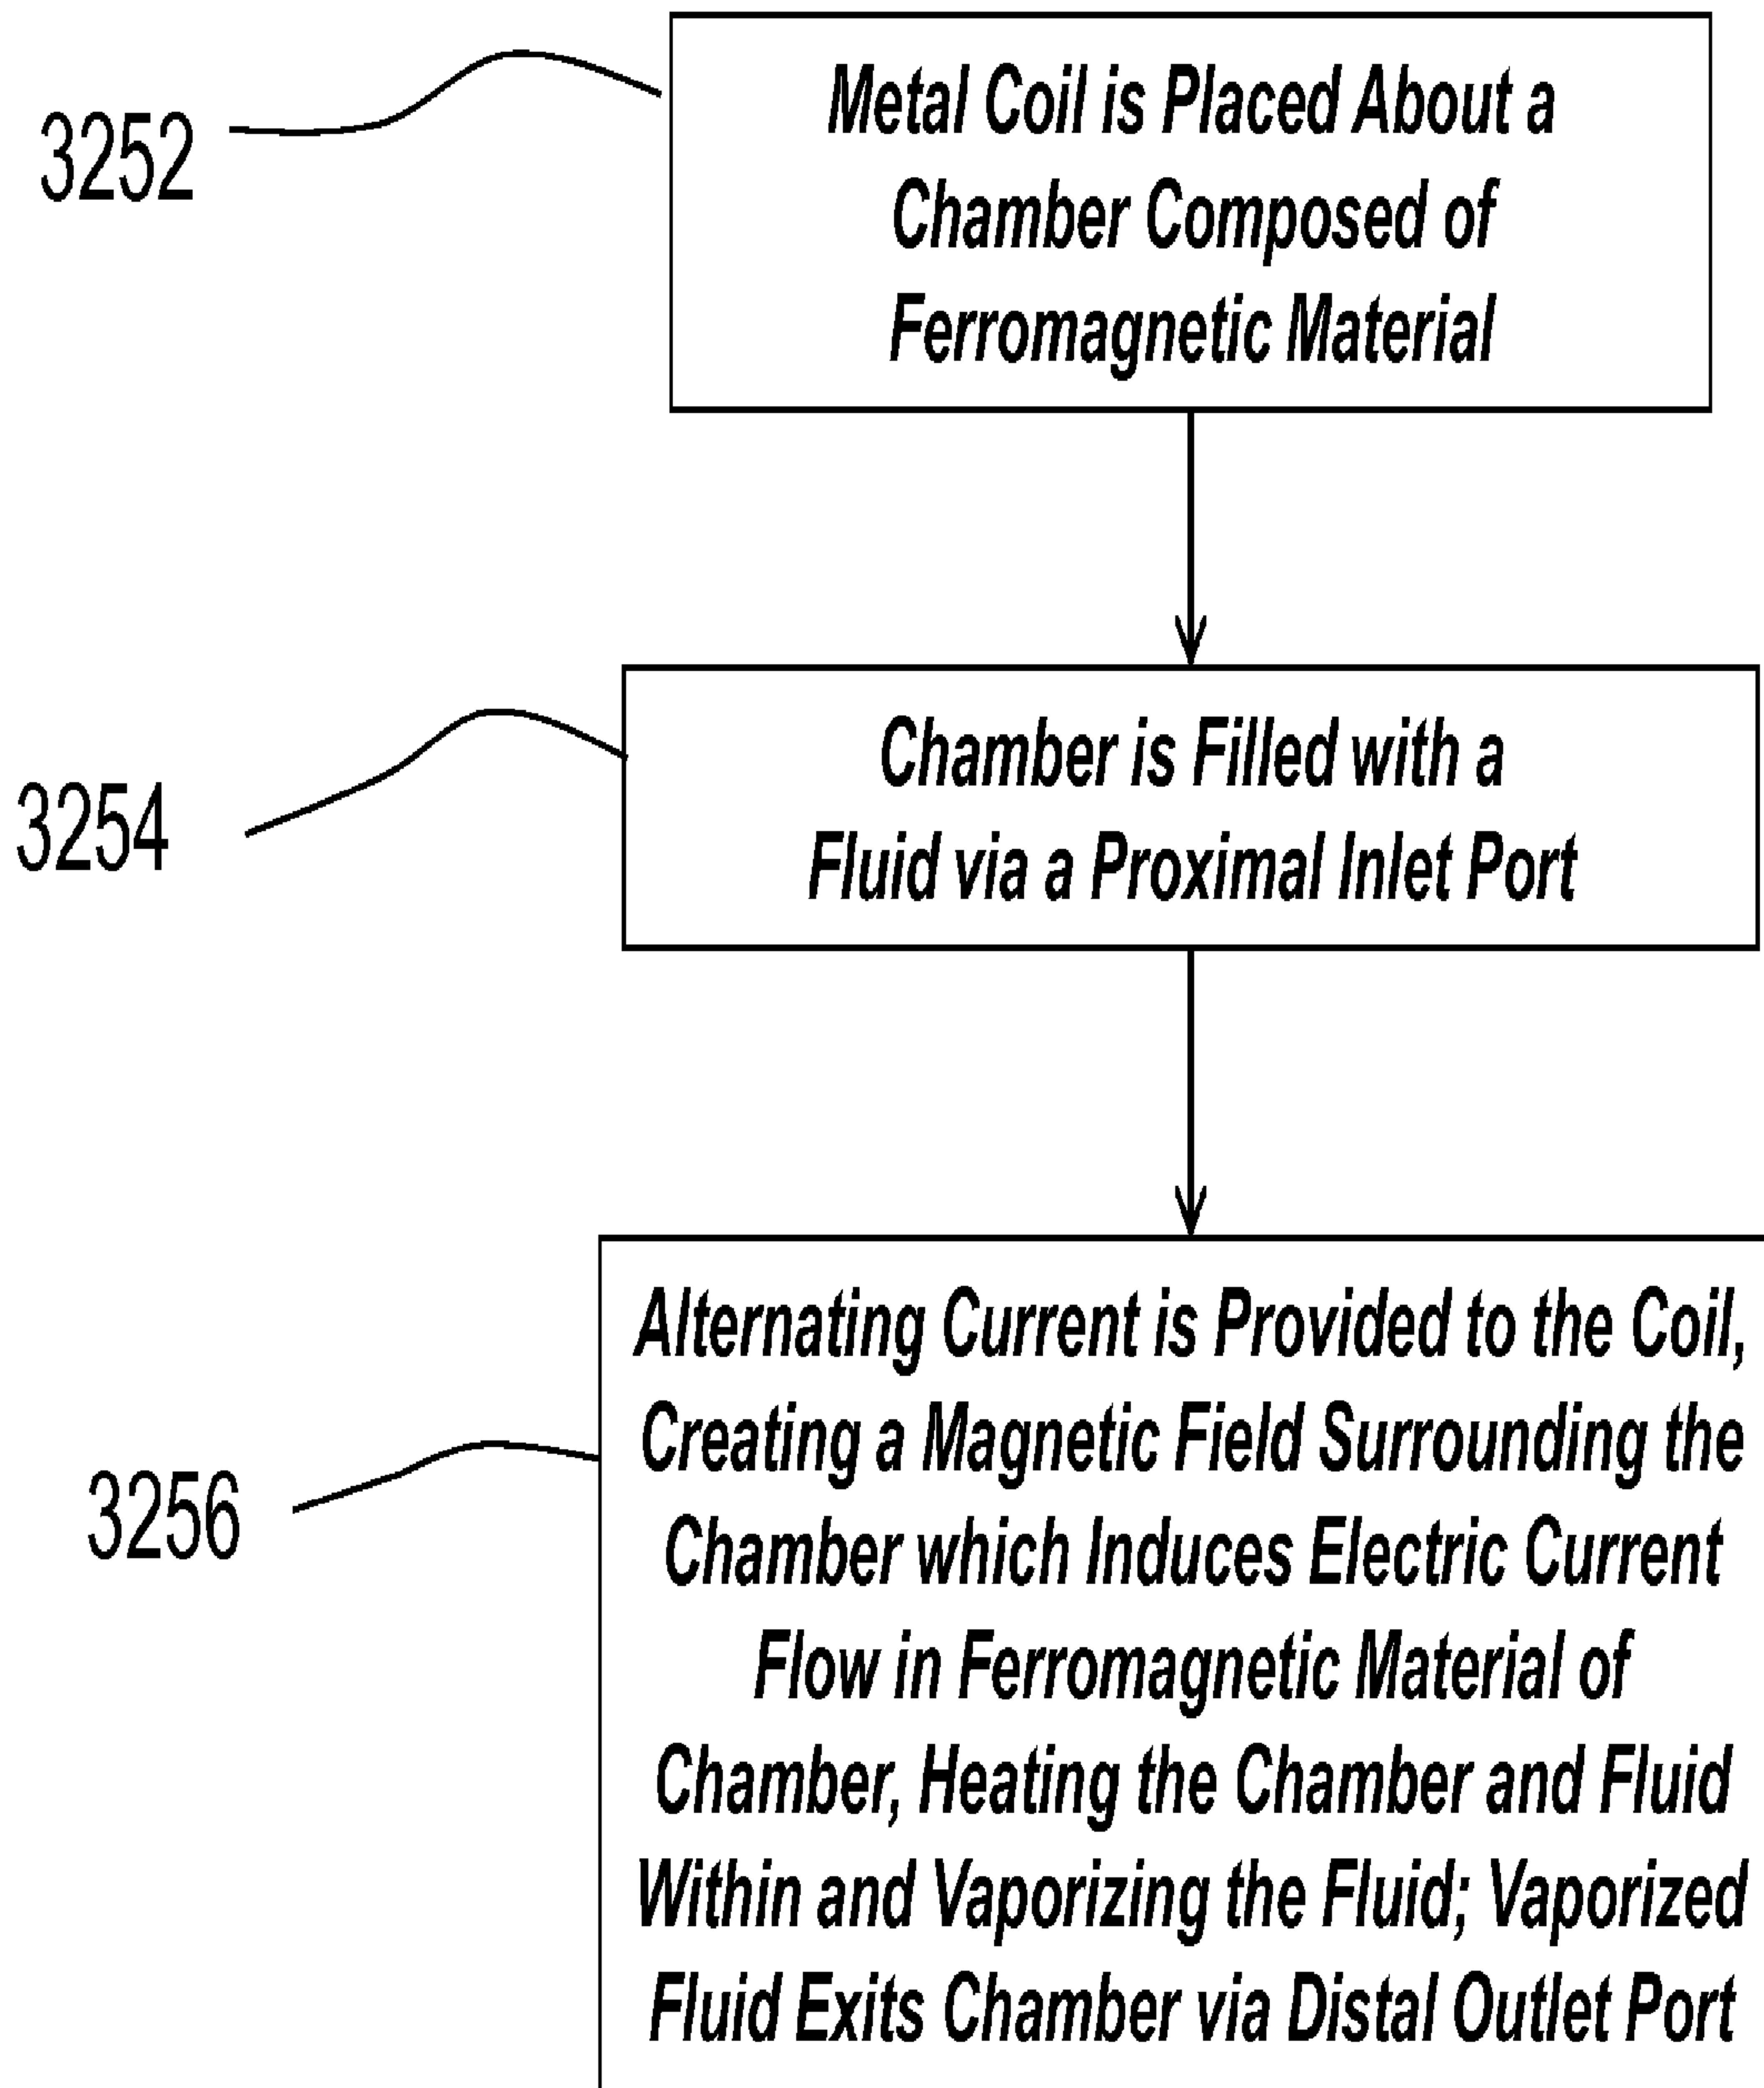 3252
Metal Coil is Placed About a
Chamber Composed of
Ferromagnetic Material
3254
Chamber is Filled with a
Fluid via a Proximal Inlet Port
3256
Alternating Current is Provided to the Coil,
Creating a Magnetic Field Surrounding the
Chamber which Induces Electric Current
Flow in Ferromagnetic Material of
Chamber, Heating the Chamber and Fluid
Within and Vaporizing the Fluid; Vaporized
Fluid Exits Chamber via Distal Outlet Port